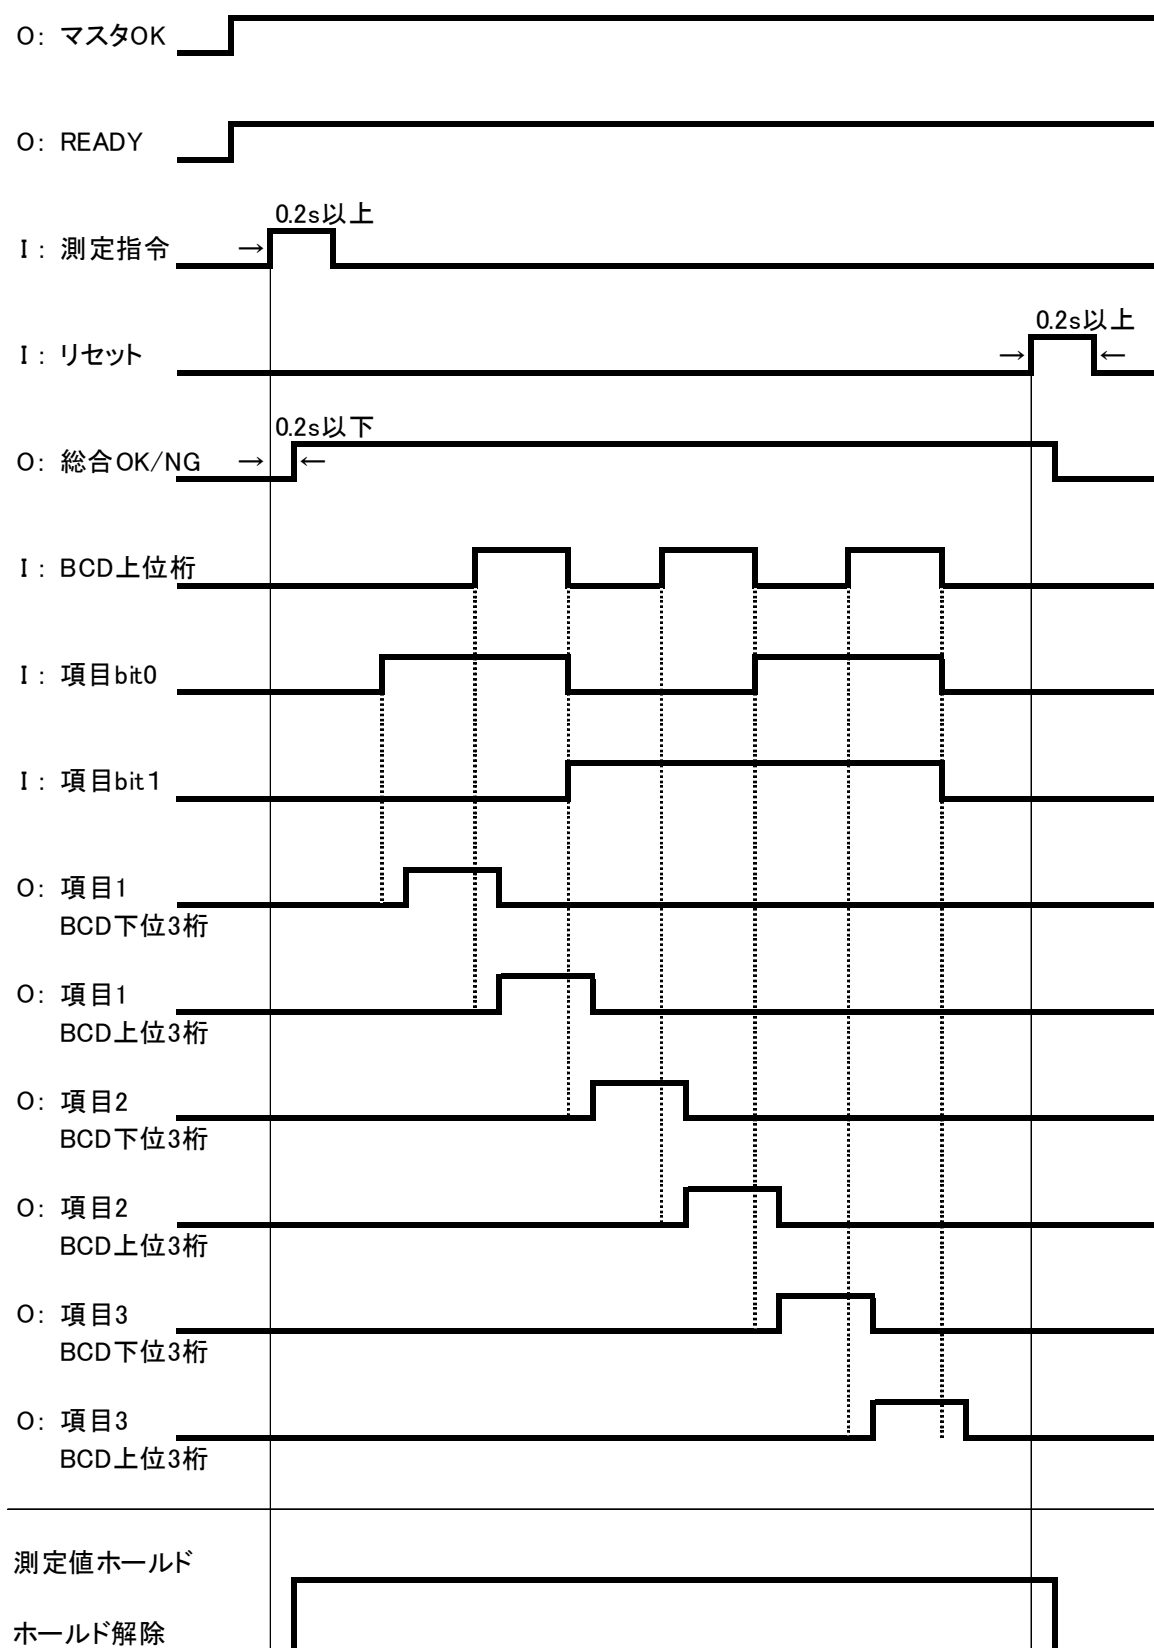 O: マスタOK
O: READY
0.2s以上
I: 測定指令 →
0.2s以上
I: リセット → ←
0.2s以下
O: 総合OK/NG → ←
I: BCD上位桁
I: 項目bit0
I: 項目bit1
O: 項目1
BCD下位3桁
O: 項目1
BCD上位3桁
O: 項目2
BCD下位3桁
O: 項目2
BCD上位3桁
O: 項目3
BCD下位3桁
O: 項目3
BCD上位3桁
測定値ホールド
ホールド解除